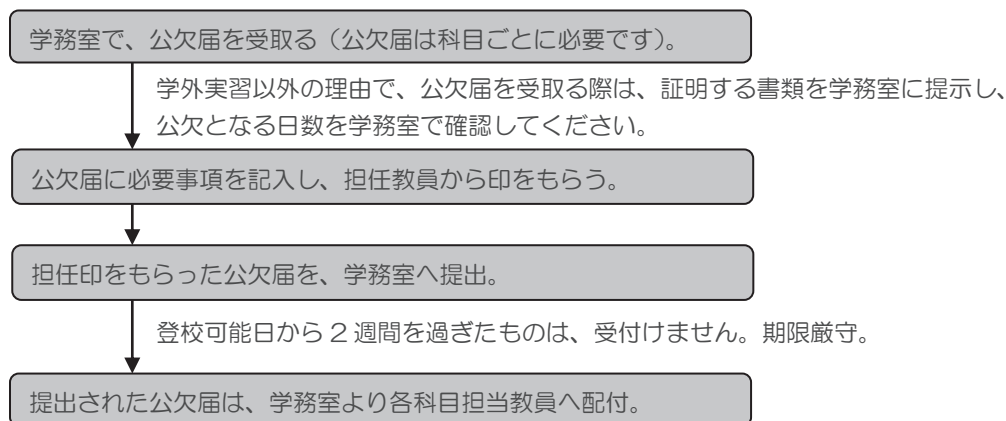 学務室で、公欠届を受取る（公欠届は科目ごとに必要です）。
学外実習以外の理由で、公欠届を受取る際は、証明する書類を学務室に提示し、
公欠となる日数を学務室で確認してください。
公欠届に必要事項を記入し、担任教員から印をもらう。
担任印をもらった公欠届を、学務室へ提出。
登校可能日から 2 週間を過ぎたものは、受付けません。期限厳守。
提出された公欠届は、学務室より各科目担当教員へ配付。